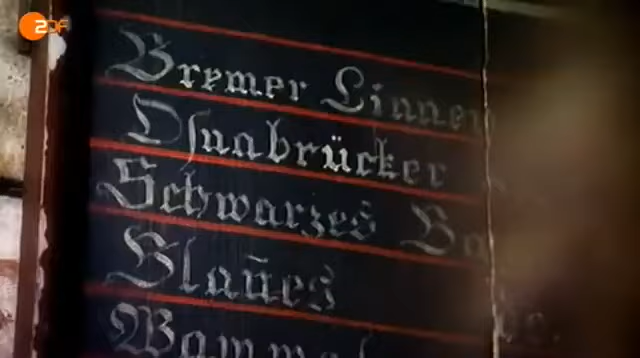 ZDF
Bremer Linnen
Osnabrücker
Schwarzes
Blaues